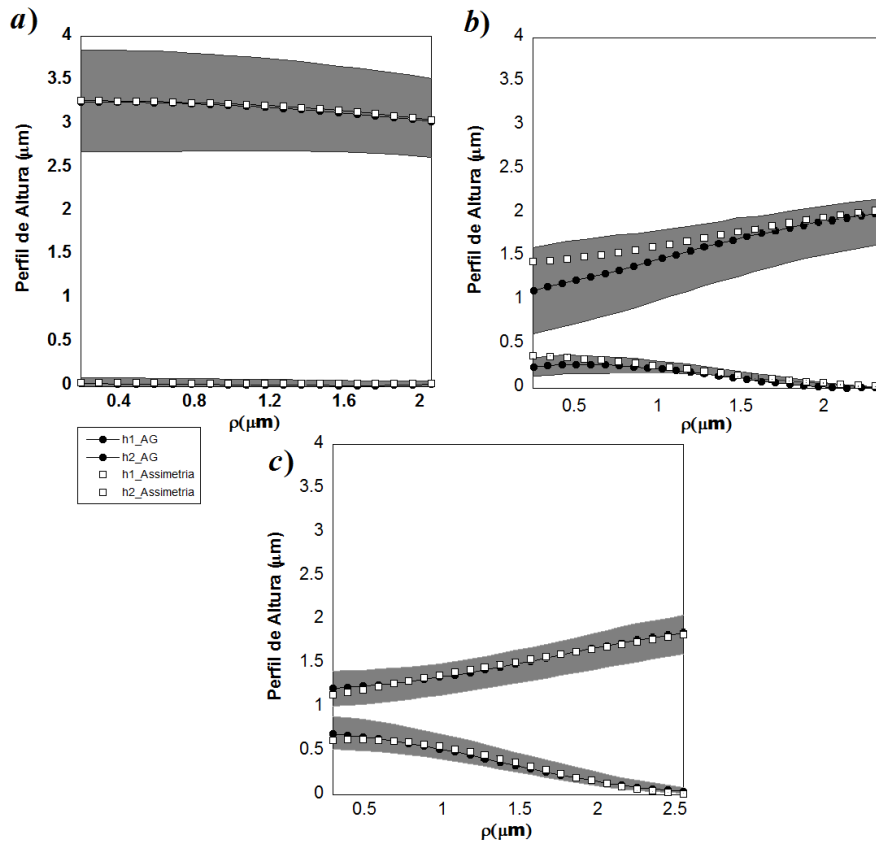 a)
Perfil de Altura (μm)
4
3.5
3
2.5
2
1.5
1
0.5
0
0.4 0.8 1.2 1.6 2
ρ(μm)
b)
Perfil de Altura (μm)
4
3.5
3
2.5
2
1.5
1
0.5
0
0.5 1 1.5 2
ρ(μm)
h1_AG
h2_AG
h1_Assimetria
h2_Assimetria
c)
Perfil de Altura (μm)
4
3.5
3
2.5
2
1.5
1
0.5
0
0.5 1 1.5 2 2.5
ρ(μm)